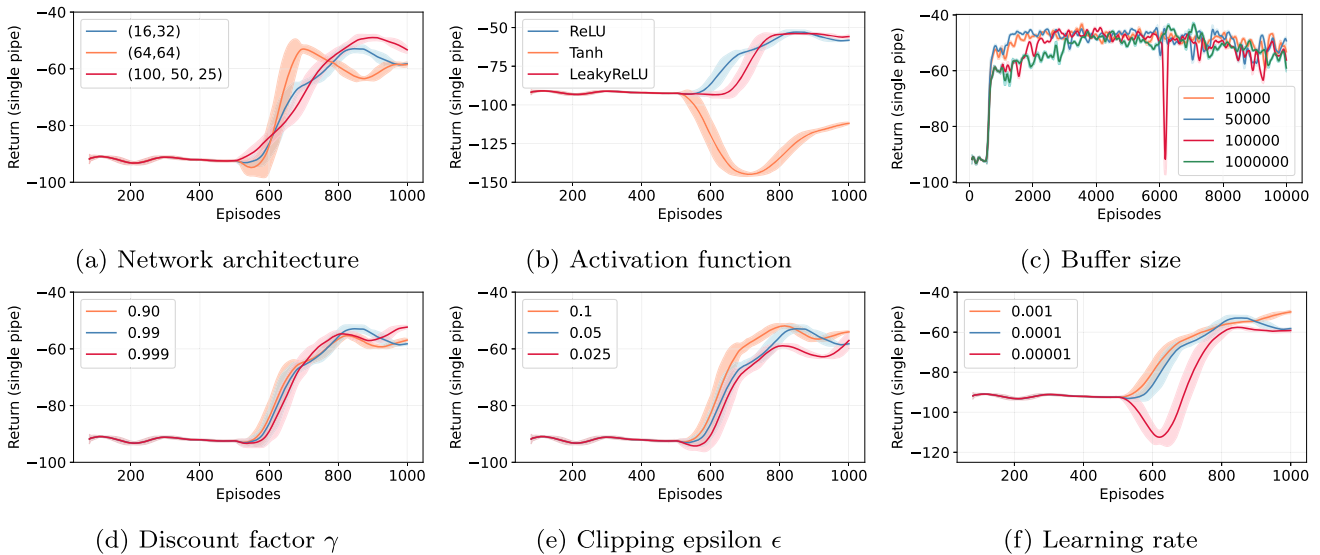 −40
−60
−80
−100
Return (single pipe)
(16,32)
(64,64)
(100, 50, 25)
200 400 600 800 1000
Episodes
(a) Network architecture
−50
−75
−100
−125
−150
Return (single pipe)
ReLU
Tanh
LeakyReLU
200 400 600 800 1000
Episodes
(b) Activation function
−40
−60
−80
−100
Return (single pipe)
10000
50000
100000
1000000
0 2000 4000 6000 8000 10000
Episodes
(c) Buffer size
−40
−60
−80
−100
Return (single pipe)
0.90
0.99
0.999
200 400 600 800 1000
Episodes
(d) Discount factor γ
−40
−60
−80
−100
Return (single pipe)
0.1
0.05
0.025
200 400 600 800 1000
Episodes
(e) Clipping epsilon ϵ
−40
−60
−80
−100
−120
Return (single pipe)
0.001
0.0001
0.00001
200 400 600 800 1000
Episodes
(f) Learning rate